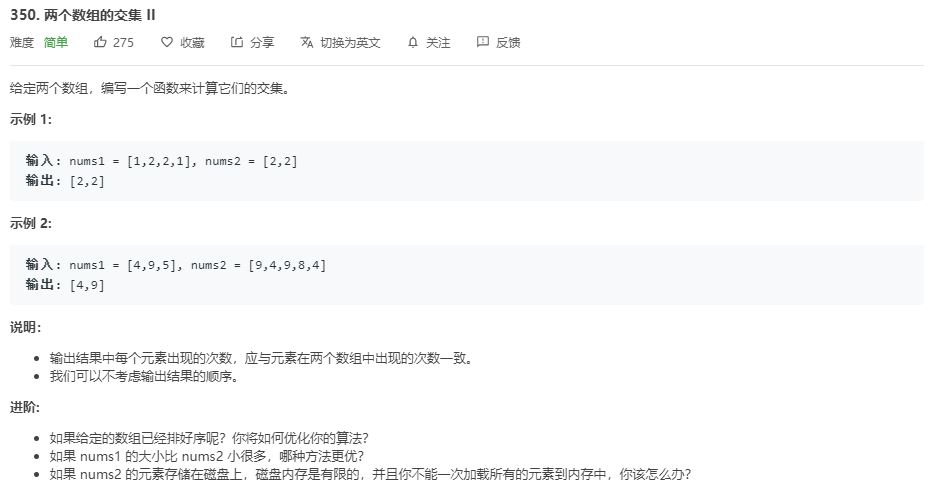 350. 两个数组的交集 II
难度 简单 275 收藏 分享 切换为英文 关注 反馈
给定两个数组，编写一个函数来计算它们的交集。
示例 1:
输入: nums1 = [1,2,2,1], nums2 = [2,2]
输出: [2,2]
示例 2:
输入: nums1 = [4,9,5], nums2 = [9,4,9,8,4]
输出: [4,9]
说明：
输出结果中每个元素出现的次数，应与元素在两个数组中出现的次数一致。
我们可以不考虑输出结果的顺序。
进阶:
如果给定的数组已经排好序呢？你将如何优化你的算法？
如果 nums1 的大小比 nums2 小很多，哪种方法更优？
如果 nums2 的元素存储在磁盘上，磁盘内存是有限的，并且你不能一次加载所有的元素到内存中，你该怎么办？